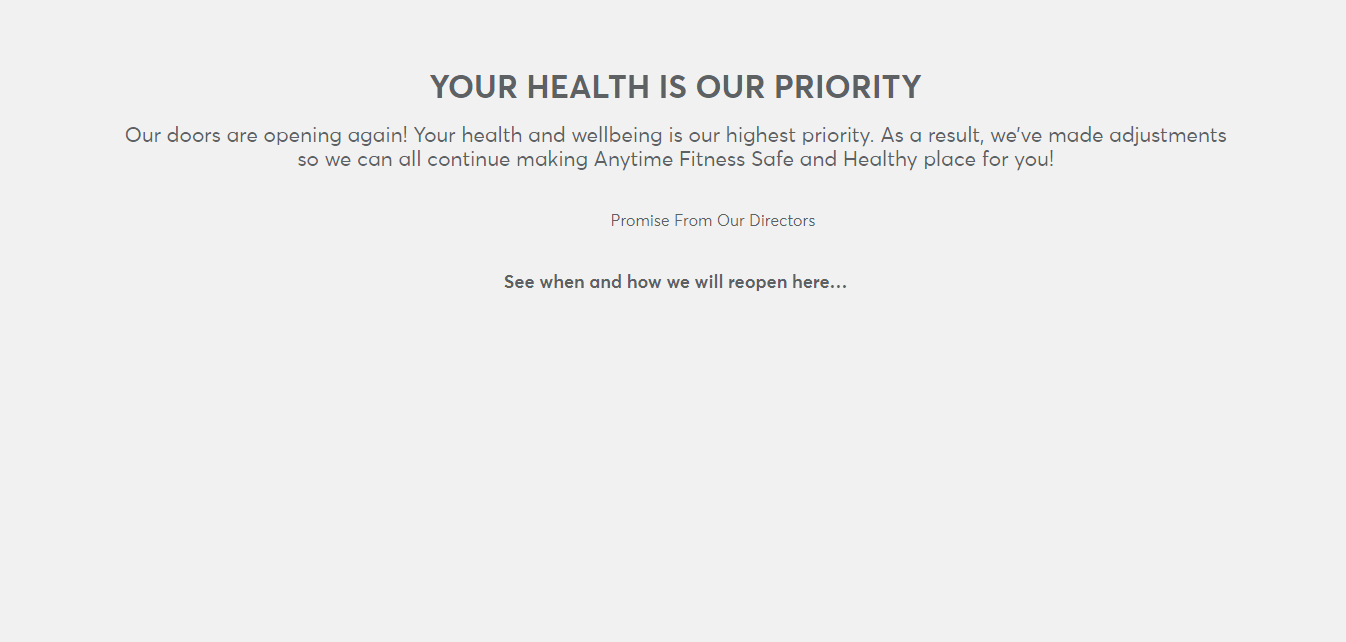 YOUR HEALTH IS OUR PRIORITY
Our doors are opening again! Your health and wellbeing is our highest priority. As a result, we've made adjustments
so we can all continue making Anytime Fitness Safe and Healthy place for you!
Promise From Our Directors
See when and how we will reopen here…